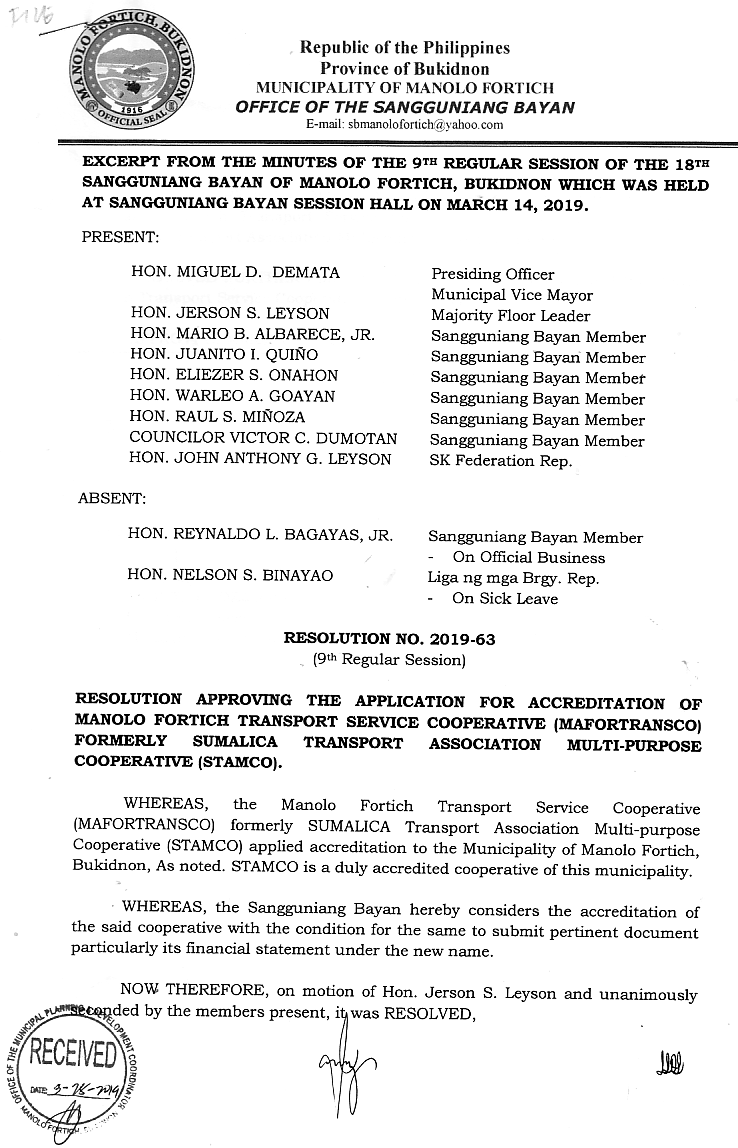 MANOLO FORTICH, BUKIDNON
1916
OFFICIAL SEAL
Republic of the Philippines
Province of Bukidnon
MUNICIPALITY OF MANOLO FORTICH
OFFICE OF THE SANGGUNIANG BAYAN
E-mail: sbmanolofortich@yahoo.com
EXCERPT FROM THE MINUTES OF THE 9TH REGULAR SESSION OF THE 18TH
SANGGUNIANG BAYAN OF MANOLO FORTICH, BUKIDNON WHICH WAS HELD
AT SANGGUNIANG BAYAN SESSION HALL ON MARCH 14, 2019.
PRESENT:
HON. MIGUEL D. DEMATA Presiding Officer
Municipal Vice Mayor
HON. JERSON S. LEYSON Majority Floor Leader
HON. MARIO B. ALBARECE, JR. Sangguniang Bayan Member
HON. JUANITO I. QUIÑO Sangguniang Bayan Member
HON. ELIEZER S. ONAHON Sangguniang Bayan Member
HON. WARLEO A. GOAYAN Sangguniang Bayan Member
HON. RAUL S. MIÑOZA Sangguniang Bayan Member
COUNCILOR VICTOR C. DUMOTAN Sangguniang Bayan Member
HON. JOHN ANTHONY G. LEYSON SK Federation Rep.
ABSENT:
HON. REYNALDO L. BAGAYAS, JR. Sangguniang Bayan Member
- On Official Business
HON. NELSON S. BINAYAO Liga ng mga Brgy. Rep.
- On Sick Leave
RESOLUTION NO. 2019-63
(9th Regular Session)
RESOLUTION APPROVING THE APPLICATION FOR ACCREDITATION OF
MANOLO FORTICH TRANSPORT SERVICE COOPERATIVE (MAFORTRANSCO)
FORMERLY SUMALICA TRANSPORT ASSOCIATION MULTI-PURPOSE
COOPERATIVE (STAMCO).
WHEREAS, the Manolo Fortich Transport Service Cooperative
(MAFORTRANSCO) formerly SUMALICA Transport Association Multi-purpose
Cooperative (STAMCO) applied accreditation to the Municipality of Manolo Fortich,
Bukidnon, As noted. STAMCO is a duly accredited cooperative of this municipality.
WHEREAS, the Sangguniang Bayan hereby considers the accreditation of
the said cooperative with the condition for the same to submit pertinent document
particularly its financial statement under the new name.
NOW THEREFORE, on motion of Hon. Jerson S. Leyson and unanimously
seconded by the members present, it was RESOLVED,
OFFICE OF THE MUNICIPAL PLANNING DEVELOPMENT COORDINATOR
RECEIVED
DATE 3-28-2019
MANOLO FORTICH,